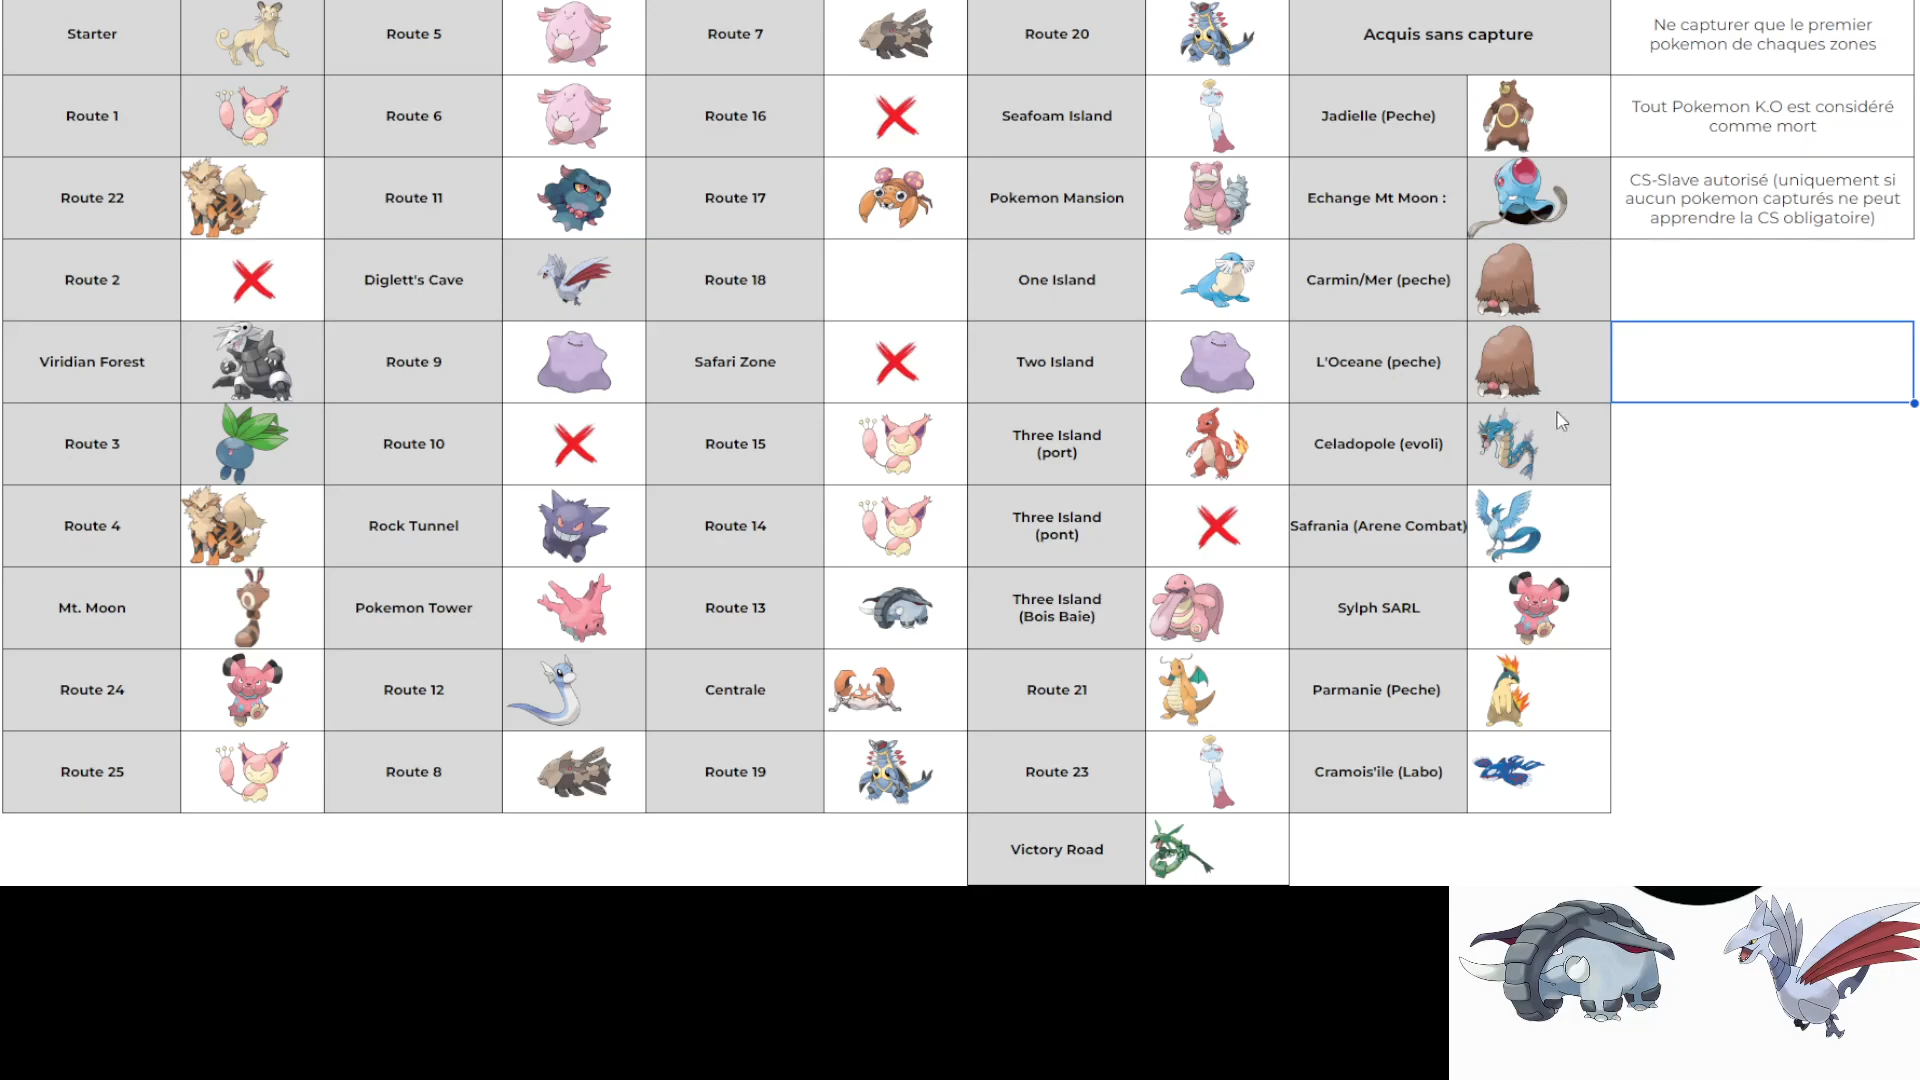 Starter
Route 5
Route 7
Route 20
Acquis sans capture
Ne capturer que le premier
pokemon de chaques zones
Route 1
Route 6
Route 16
Seafoam Island
Jadielle (Peche)
Tout Pokemon K.O est considéré
comme mort
Route 22
Route 11
Route 17
Pokemon Mansion
Echange Mt Moon :
CS-Slave autorisé (uniquement si
aucun pokemon capturés ne peut
apprendre la CS obligatoire)
Route 2
Diglett's Cave
Route 18
One Island
Carmin/Mer (peche)
Viridian Forest
Route 9
Safari Zone
Two Island
L'Oceane (peche)
Route 3
Route 10
Route 15
Three Island
(port)
Celadopole (evoli)
Route 4
Rock Tunnel
Route 14
Three Island
(pont)
Safrania (Arene Combat)
Mt. Moon
Pokemon Tower
Route 13
Three Island
(Bois Baie)
Sylph SARL
Route 24
Route 12
Centrale
Route 21
Parmanie (Peche)
Route 25
Route 8
Route 19
Route 23
Cramois'ile (Labo)
Victory Road